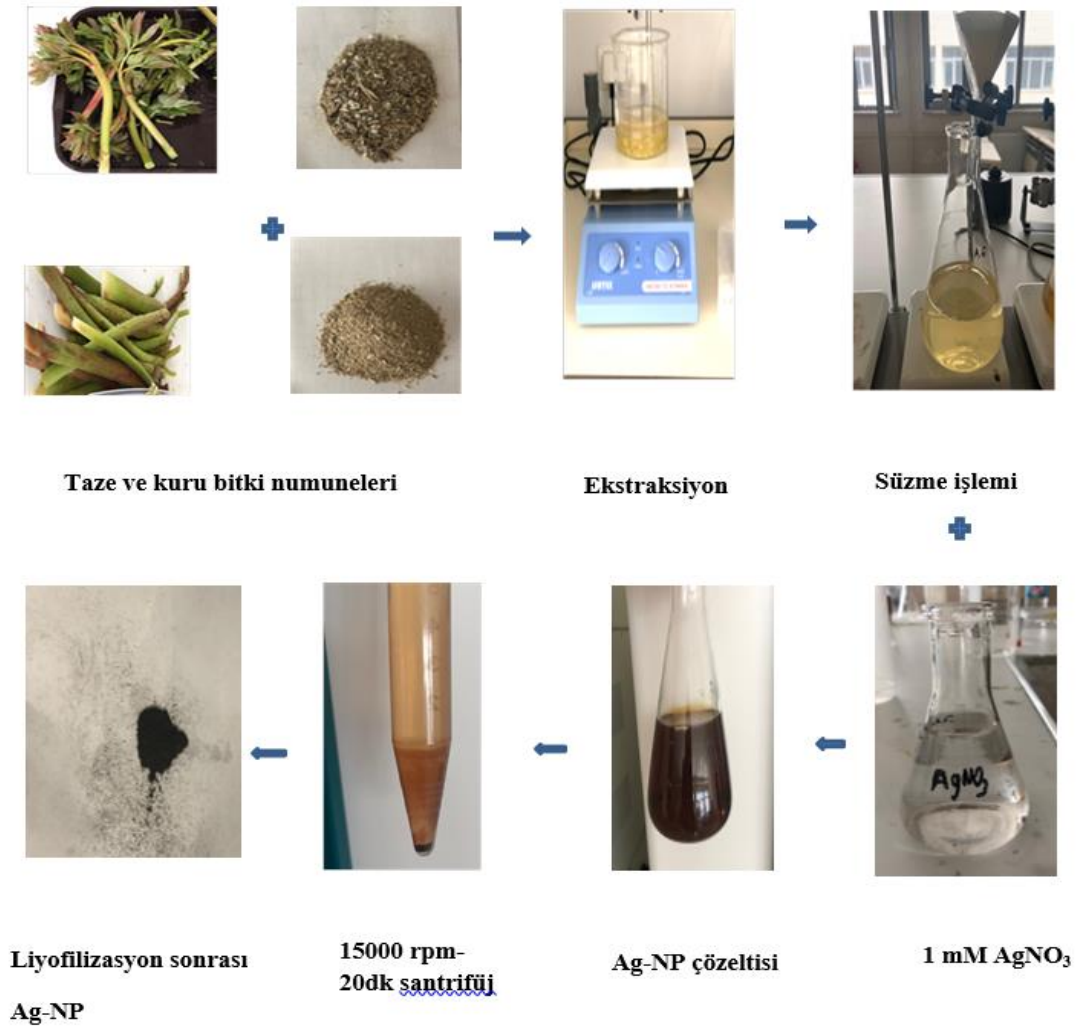 Taze ve kuru bitki numuneleri
Ekstraksiyon
Süzme işlemi
AgNO3
Liyofilizasyon sonrası
Ag-NP
15000 rpm-
20dk santrifüj
Ag-NP çözeltisi
1 mM AgNO₃